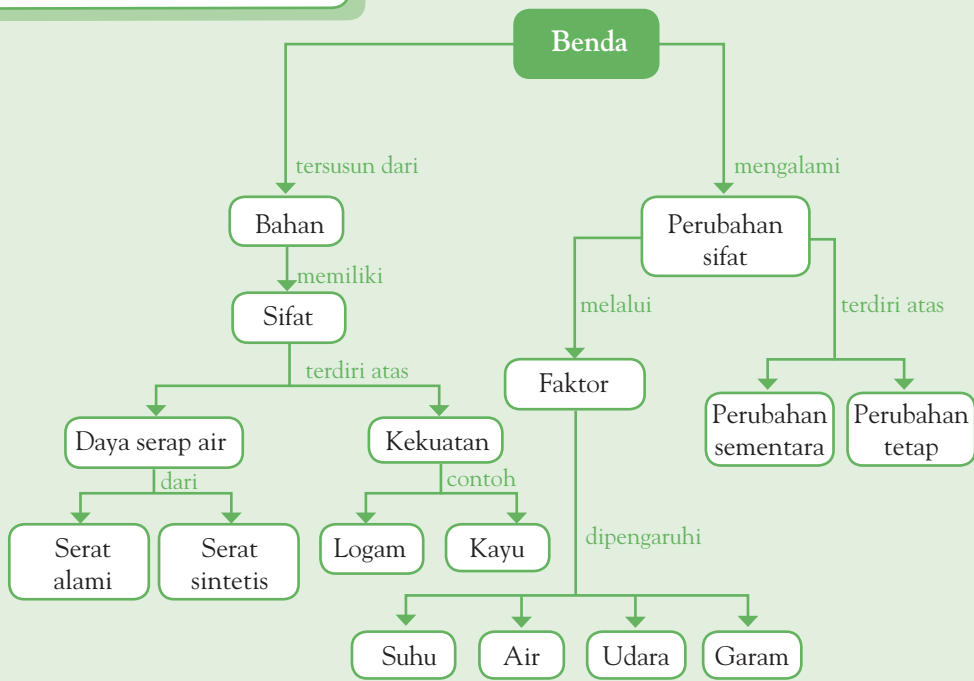 Benda
tersusun dari
mengalami
Bahan
Perubahan
sifat
memiliki
melalui
terdiri atas
Sifat
terdiri atas
Faktor
Daya serap air
Kekuatan
Perubahan
sementara
Perubahan
tetap
dari
contoh
Serat
alami
Serat
sintetis
Logam
Kayu
dipengaruhi
Suhu
Air
Udara
Garam